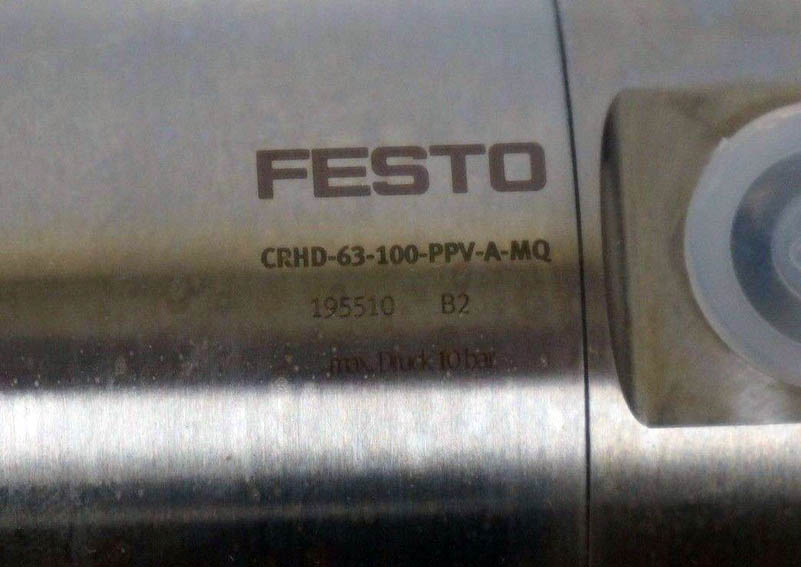 FESTO
CRHD-63-100-PPV-A-MQ
195510 B2
max. Druck 10 bar